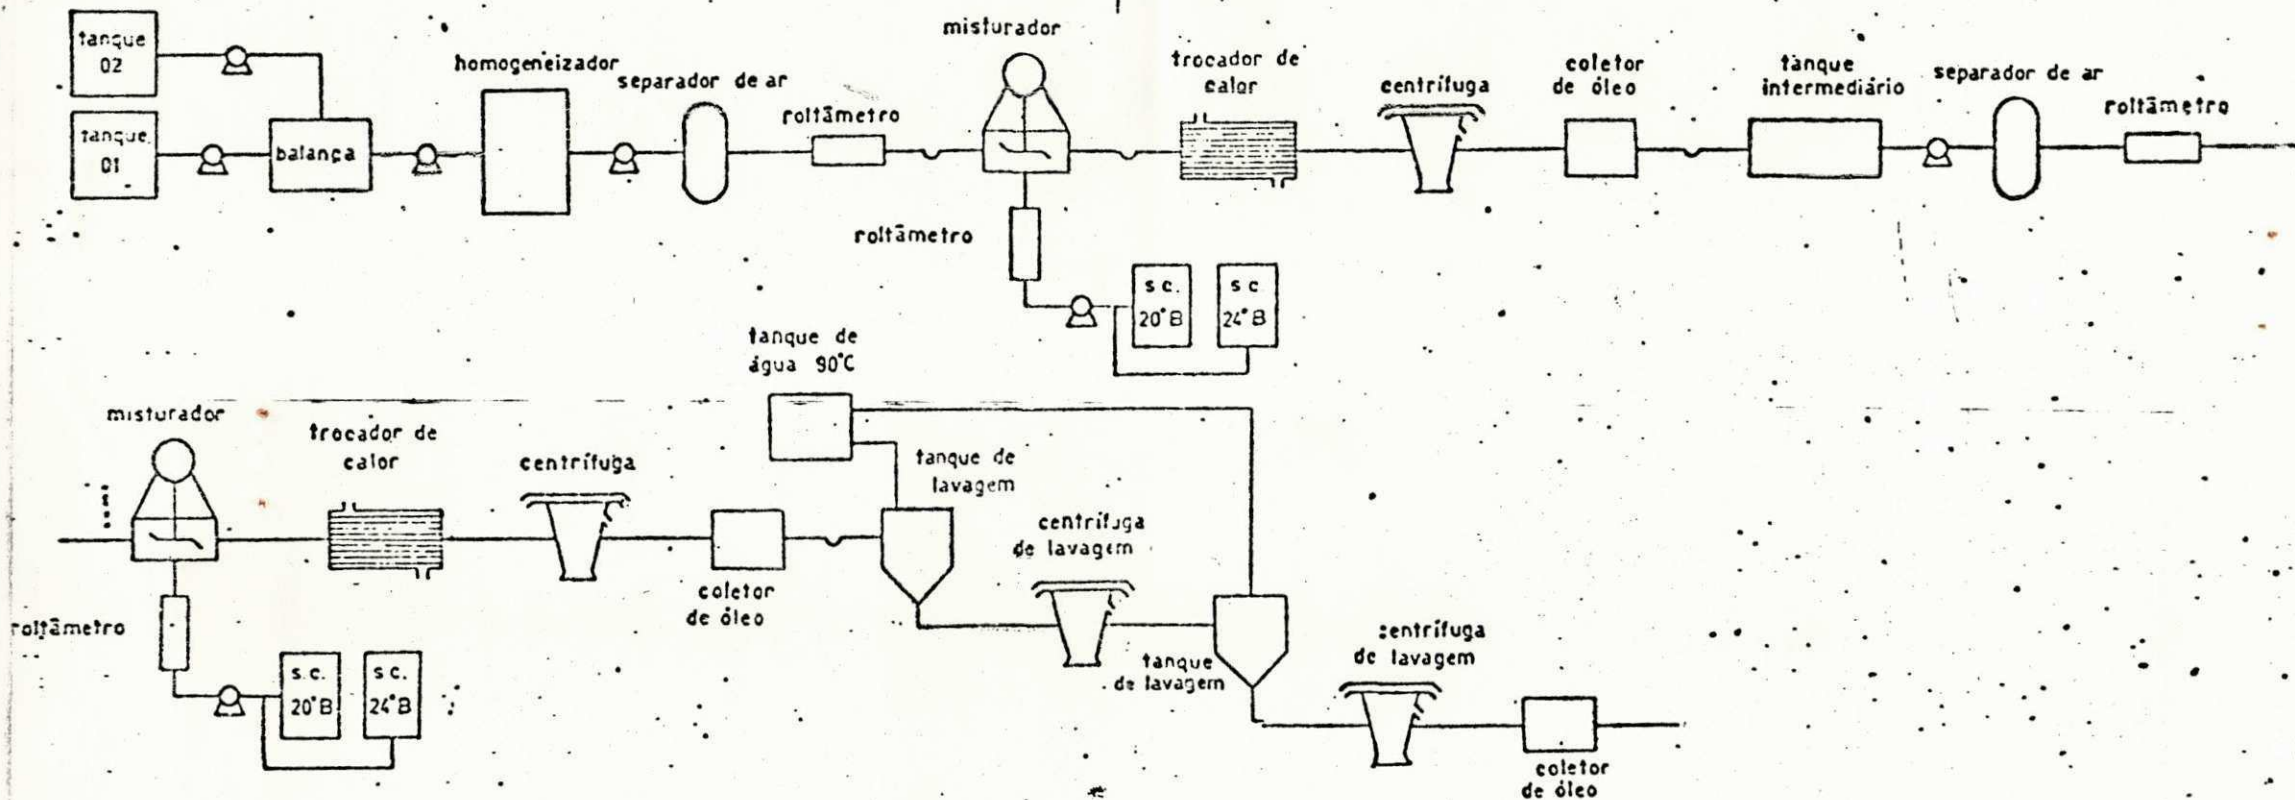 tanque
02
tanque
01
balança
homogeneizador
separador de ar
roltâmetro
misturador
roltâmetro
s c.
20°B
s c
24°B
trocador de
calor
centrífuga
coletor
de óleo
tanque
intermediário
separador de ar
roltâmetro
misturador
roltâmetro
s.c.
20°B
s.c.
24°B
trocador de
calor
centrífuga
coletor
de óleo
tanque de
água 90°C
tanque de
lavagem
centrífuga
de lavagem
tanque
de lavagem
centrífuga
de lavagem
coletor
de óleo